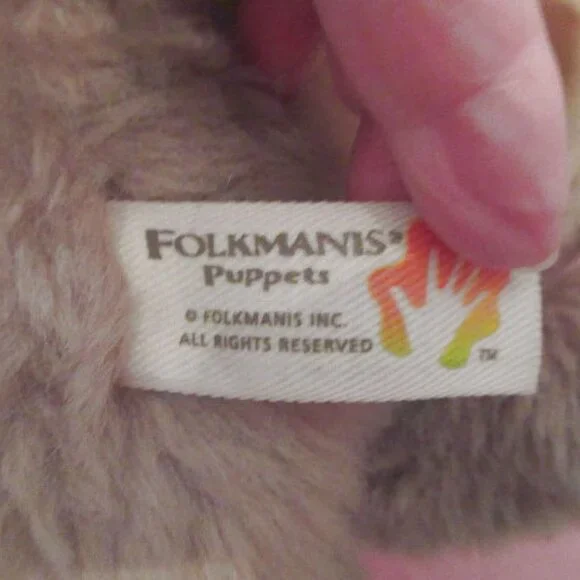 FOLKMANIS®
Puppets
© FOLKMANIS INC.
ALL RIGHTS RESERVED
TM